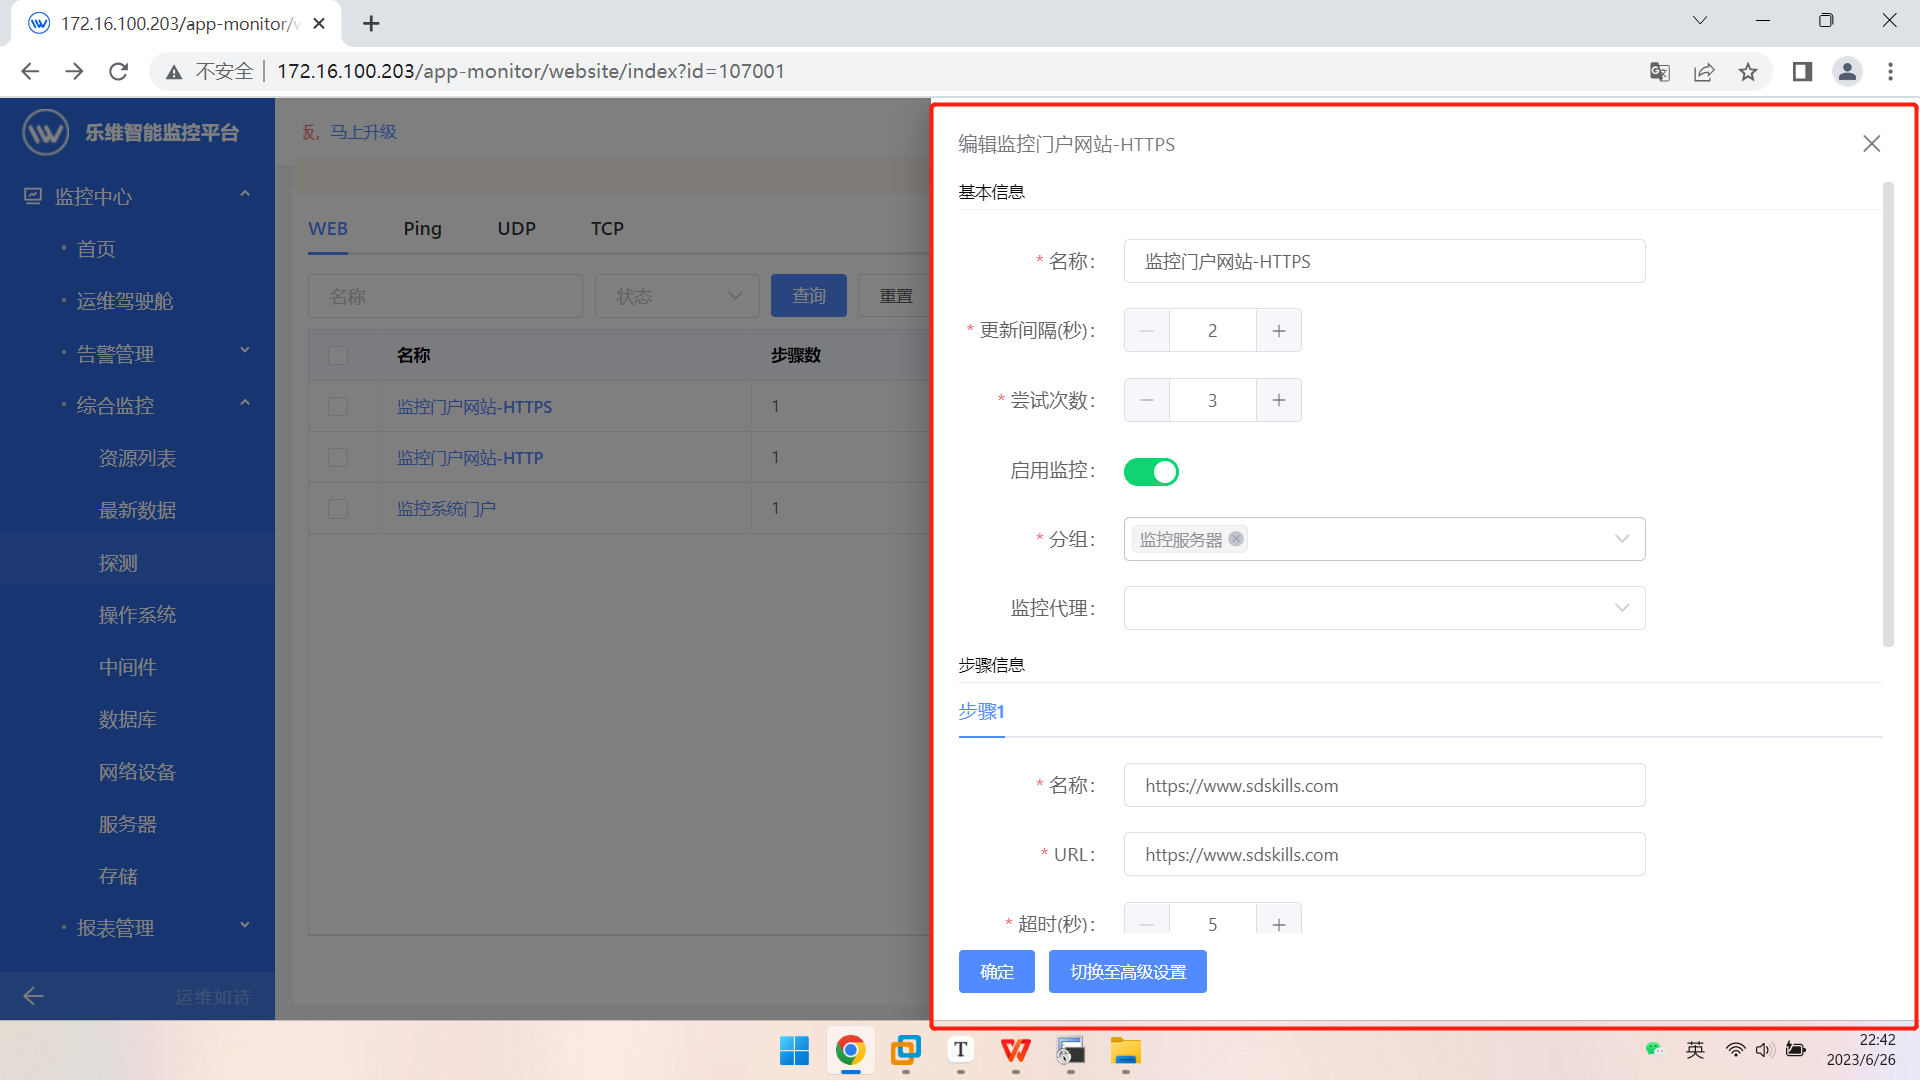 172.16.100.203/app-monitor/w
不安全
172.16.100.203/app-monitor/website/index?id=107001
乐维智能监控平台
监控中心
首页
运维驾驶舱
告警管理
综合监控
资源列表
最新数据
探测
操作系统
中间件
数据库
网络设备
服务器
存储
报表管理
运维如诗
版，马上升级
WEB Ping UDP TCP
名称 状态 查询 重置
名称 步骤数
监控门户网站-HTTPS 1
监控门户网站-HTTP 1
监控系统门户 1
编辑监控门户网站-HTTPS
基本信息
* 名称： 监控门户网站-HTTPS
* 更新间隔(秒)： 2
* 尝试次数： 3
启用监控：
* 分组： 监控服务器
监控代理：
步骤信息
步骤1
* 名称： https://www.sdskills.com
* URL： https://www.sdskills.com
* 超时(秒)： 5
确定 切换至高级设置
英
22:42
2023/6/26